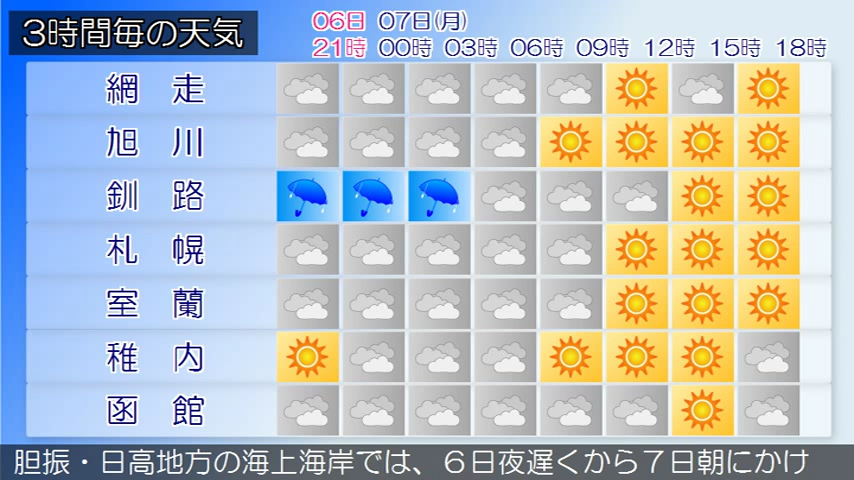 3時間毎の天気
06日 07日(月)
21時 00時 03時 06時 09時 12時 15時 18時
網 走
旭 川
釧 路
札 幌
室 蘭
稚 内
函 館
胆振・日高地方の海上海岸では、6日夜遅くから7日朝にかけ